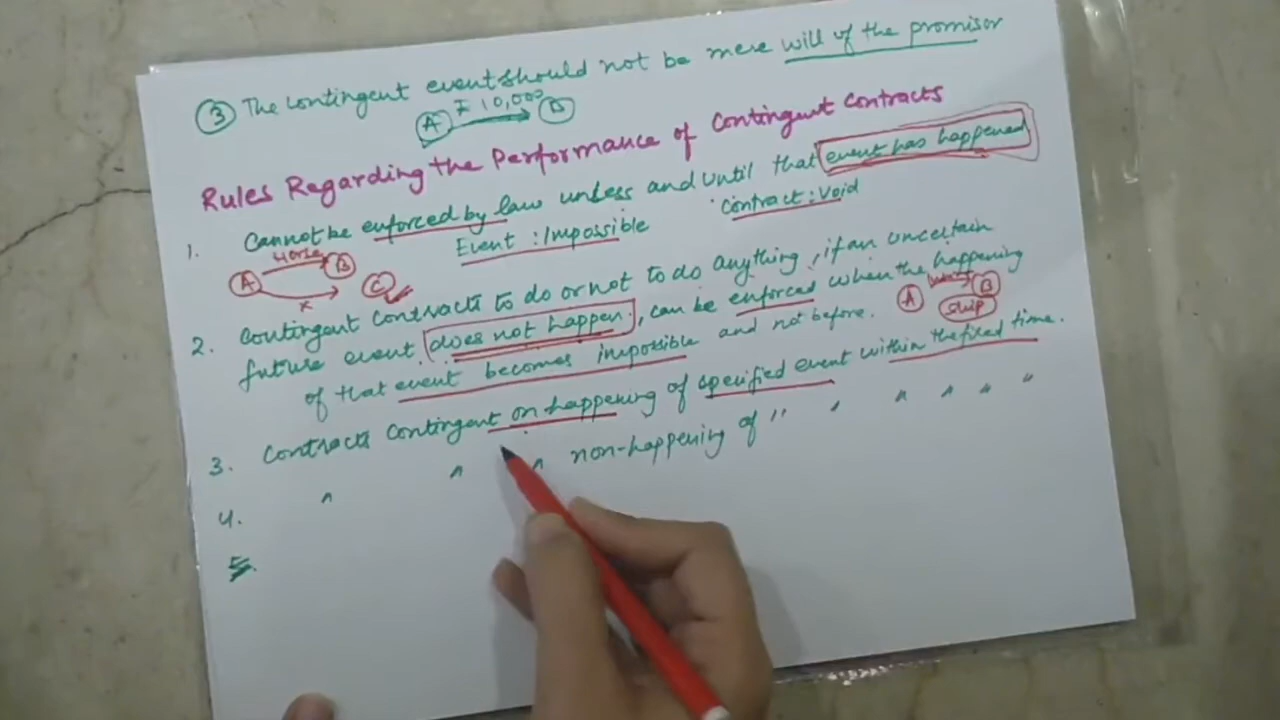 ③ The contingent event should not be mere will of the promisor
A ₹ 10,000 B
Rules Regarding the Performance of Contingent Contracts
1. Cannot be enforced by law unless and until that event has happened
Event : Impossible contract : void
A Horse B
x C
2. Contingent Contracts to do or not to do anything, if an uncertain
future event does not happen, can be enforced when the happening
of that event becomes impossible and not before. A B
ship
3. Contracts Contingent on happening of specified event within the fixed time.
4. " " " non-happening of " " " " "
5.